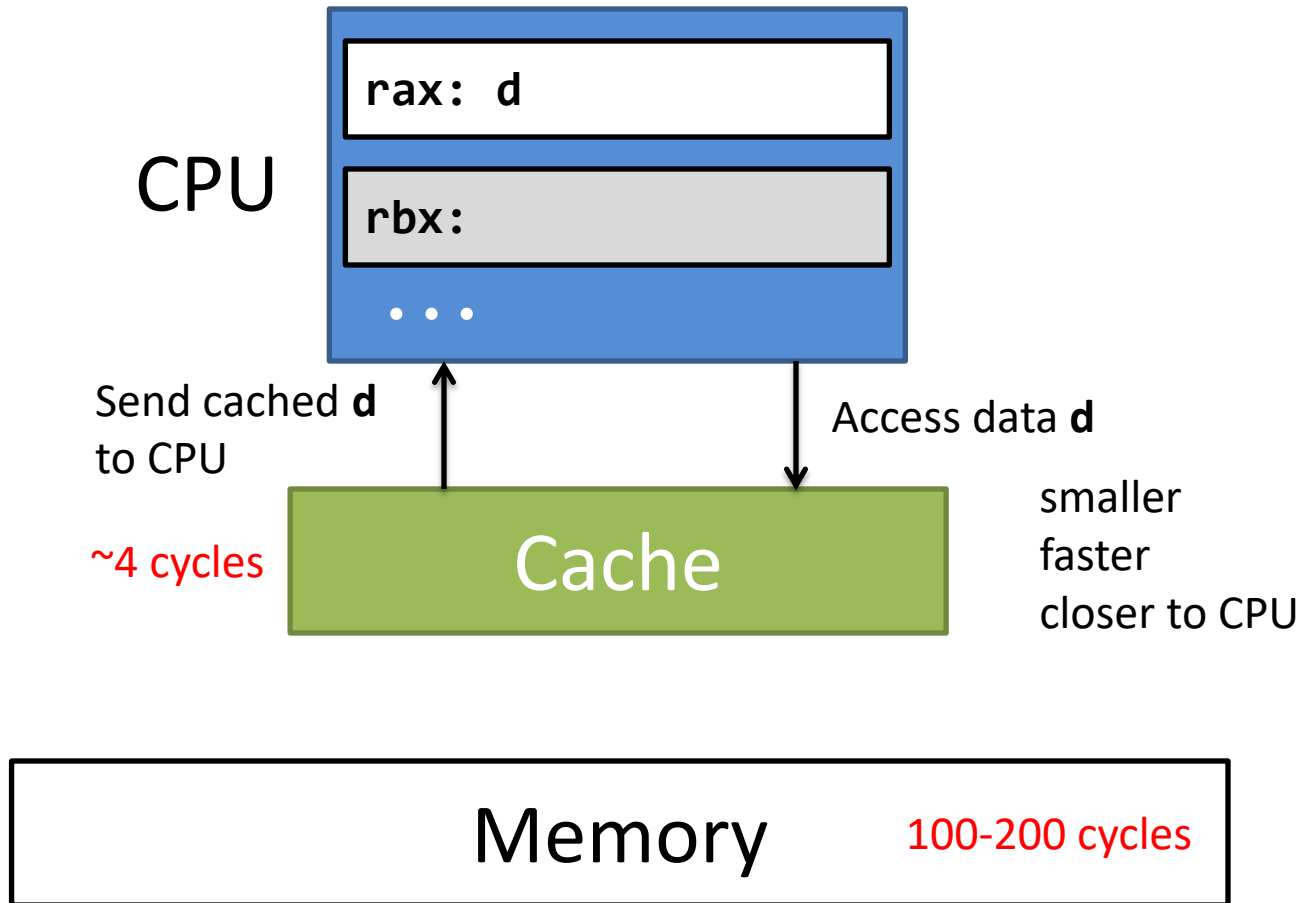 rax: d
CPU
rbx:
...
Send cached d
to CPU
Access data d
~4 cycles
Cache
smaller
faster
closer to CPU
Memory
100-200 cycles